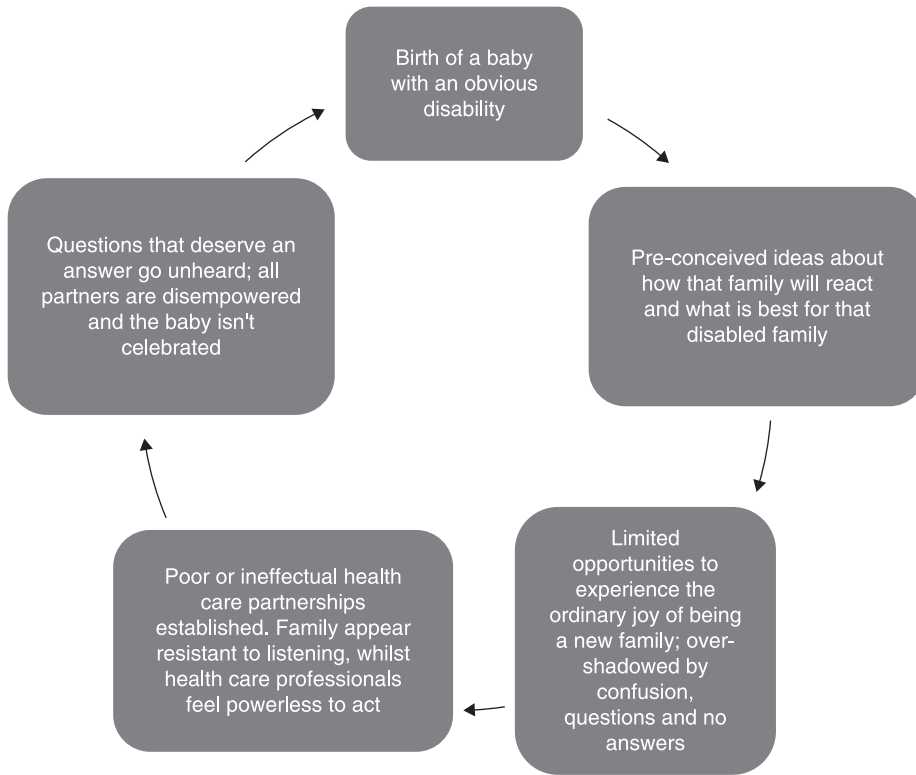 Birth of a baby
with an obvious
disability
Pre-conceived ideas about
how that family will react
and what is best for that
disabled family
Limited
opportunities to
experience the
ordinary joy of being
a new family; over-
shadowed by
confusion,
questions and no
answers
Poor or ineffectual health
care partnerships
established. Family appear
resistant to listening, whilst
health care professionals
feel powerless to act
Questions that deserve an
answer go unheard; all
partners are disempowered
and the baby isn't
celebrated